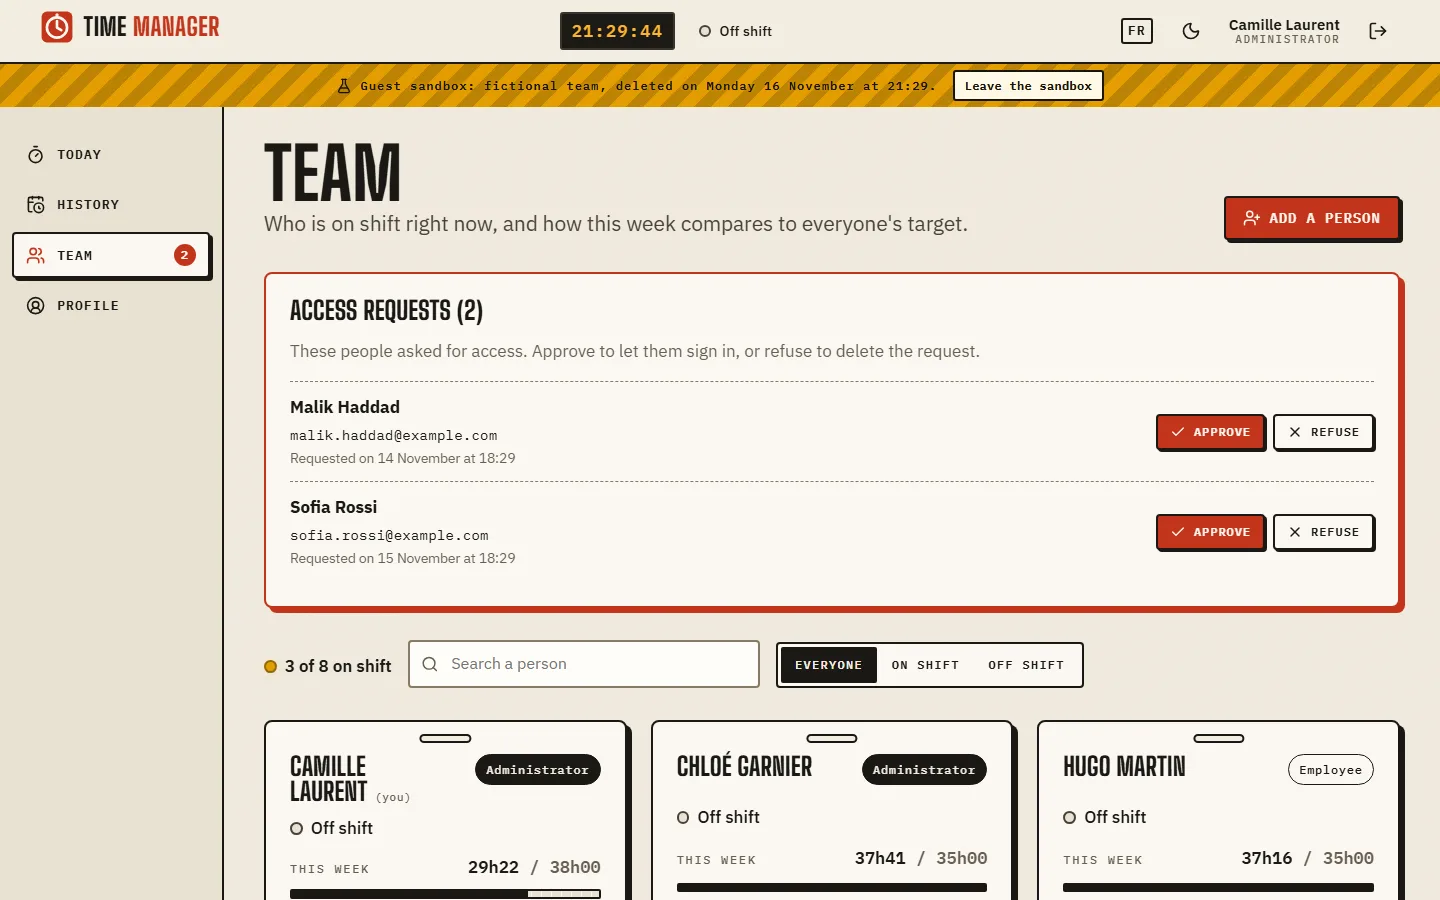 TIME MANAGER
21:29:44
Off shift
FR
Camille Laurent
ADMINISTRATOR
Guest sandbox: fictional team, deleted on Monday 16 November at 21:29.
Leave the sandbox
TODAY
HISTORY
TEAM
2
PROFILE
TEAM
Who is on shift right now, and how this week compares to everyone's target.
ADD A PERSON
ACCESS REQUESTS (2)
These people asked for access. Approve to let them sign in, or refuse to delete the request.
Malik Haddad
malik.haddad@example.com
Requested on 14 November at 18:29
APPROVE
REFUSE
Sofia Rossi
sofia.rossi@example.com
Requested on 15 November at 18:29
APPROVE
REFUSE
3 of 8 on shift
Search a person
EVERYONE
ON SHIFT
OFF SHIFT
CAMILLE
LAURENT (you)
Administrator
Off shift
THIS WEEK
29h22 / 38h00
CHLOÉ GARNIER
Administrator
Off shift
THIS WEEK
37h41 / 35h00
HUGO MARTIN
Employee
Off shift
THIS WEEK
37h16 / 35h00